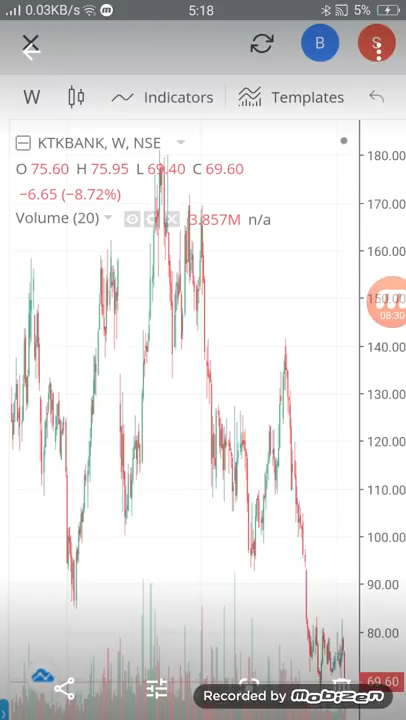 0.03KB/s 5:18 5%
B S
W Indicators Templates
KTKBANK, W, NSE
O 75.60 H 75.95 L 69.40 C 69.60
−6.65 (−8.72%)
Volume (20) 3.857M n/a
180.00
170.00
160.00
150.00
08:30
140.00
130.00
120.00
110.00
100.00
90.00
80.00
69.60
Recorded by Mobizen